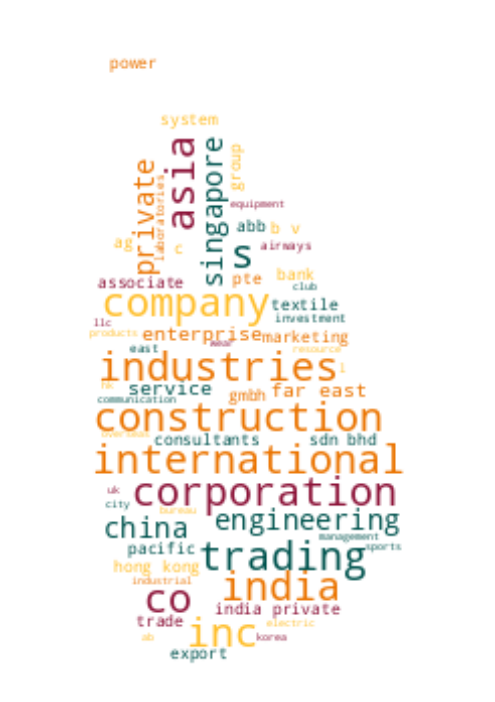 power
system
asia
singapore
private
laboratories
group
equipment
abb
b v
ag
c
s
airways
associate
pte
bank
club
company
textile
llc
investment
products
enterprise
marketing
east
wear
resource
industries
l
hk
service
gmbh
far east
communication
construction
overseas
consultants
sdn bhd
international
uk
corporation
city
bureau
china
engineering
management
pacific
trading
sports
hong kong
industrial
india
co
india private
trade
inc
electric
ab
korea
export